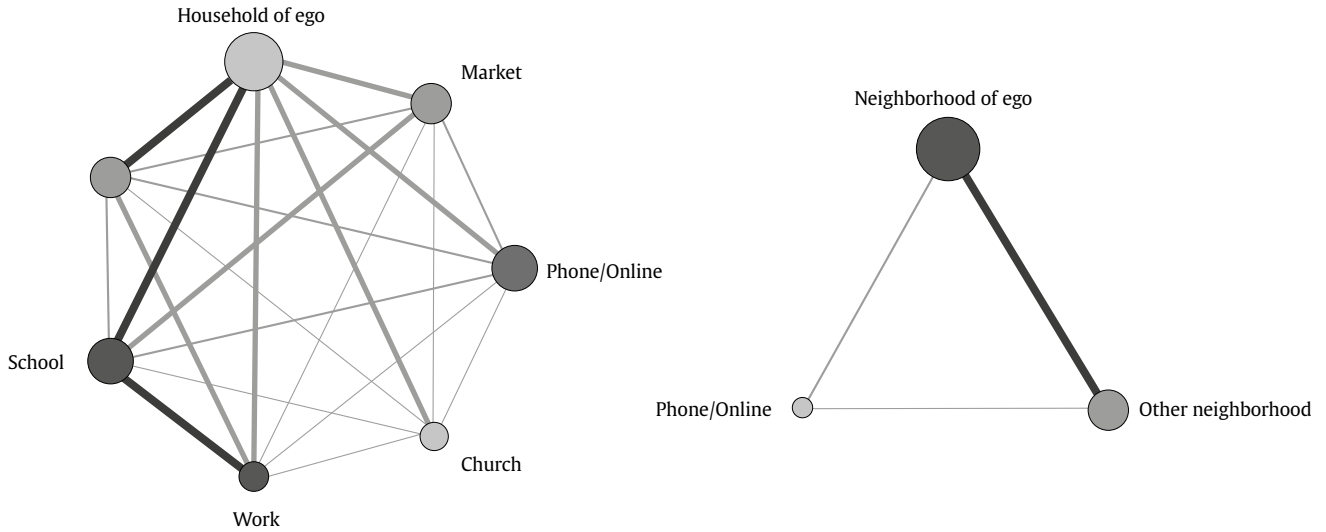 Household of ego
Market
Phone/Online
School
Church
Work
Neighborhood of ego
Phone/Online
Other neighborhood